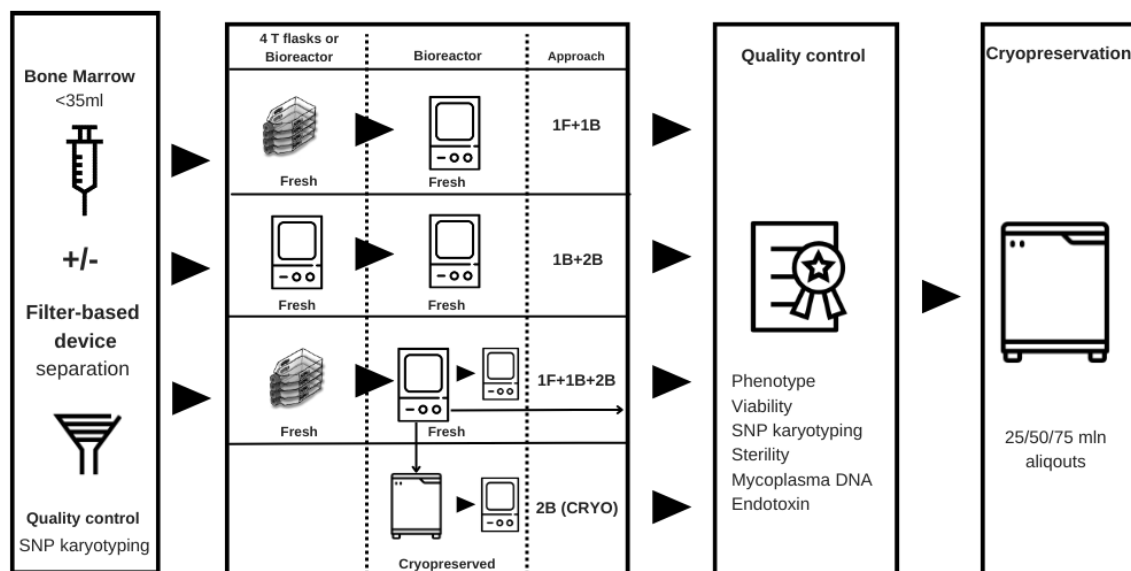 Bone Marrow
<35ml
+/-
Filter-based
device
separation
Quality control
SNP karyotyping
4 T flasks or
Bioreactor
Bioreactor
Approach
Fresh
Fresh
1F+1B
Fresh
Fresh
1B+2B
Fresh
Fresh
1F+1B+2B
Cryopreserved
2B (CRYO)
Quality control
Phenotype
Viability
SNP karyotyping
Sterility
Mycoplasma DNA
Endotoxin
Cryopreservation
25/50/75 mln
aliqouts